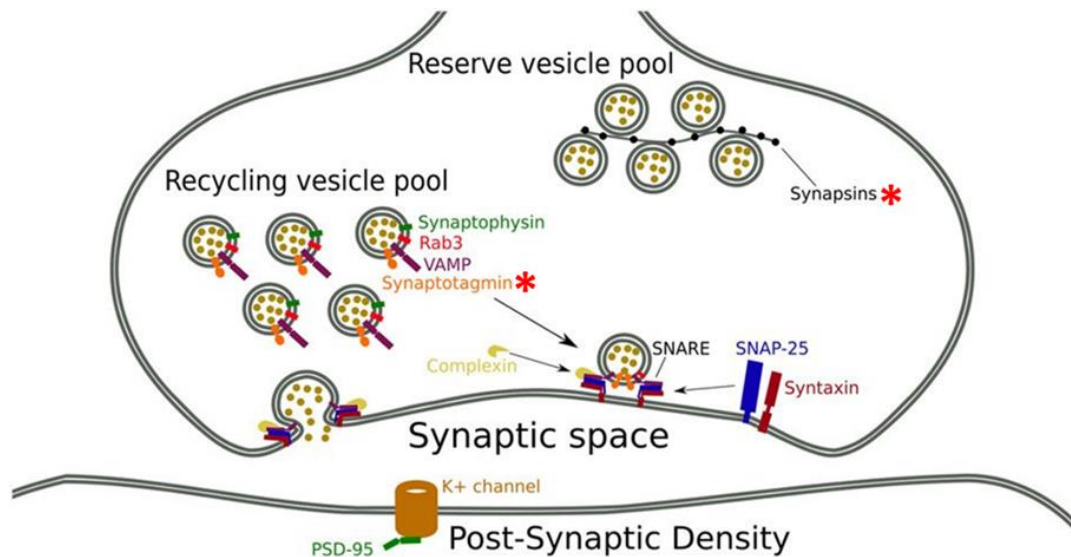 Reserve vesicle pool
Synapsins *
Recycling vesicle pool
Synaptophysin
Rab3
VAMP
Synaptotagmin *
Complexin
SNARE
SNAP-25
Syntaxin
Synaptic space
K+ channel
PSD-95
Post-Synaptic Density